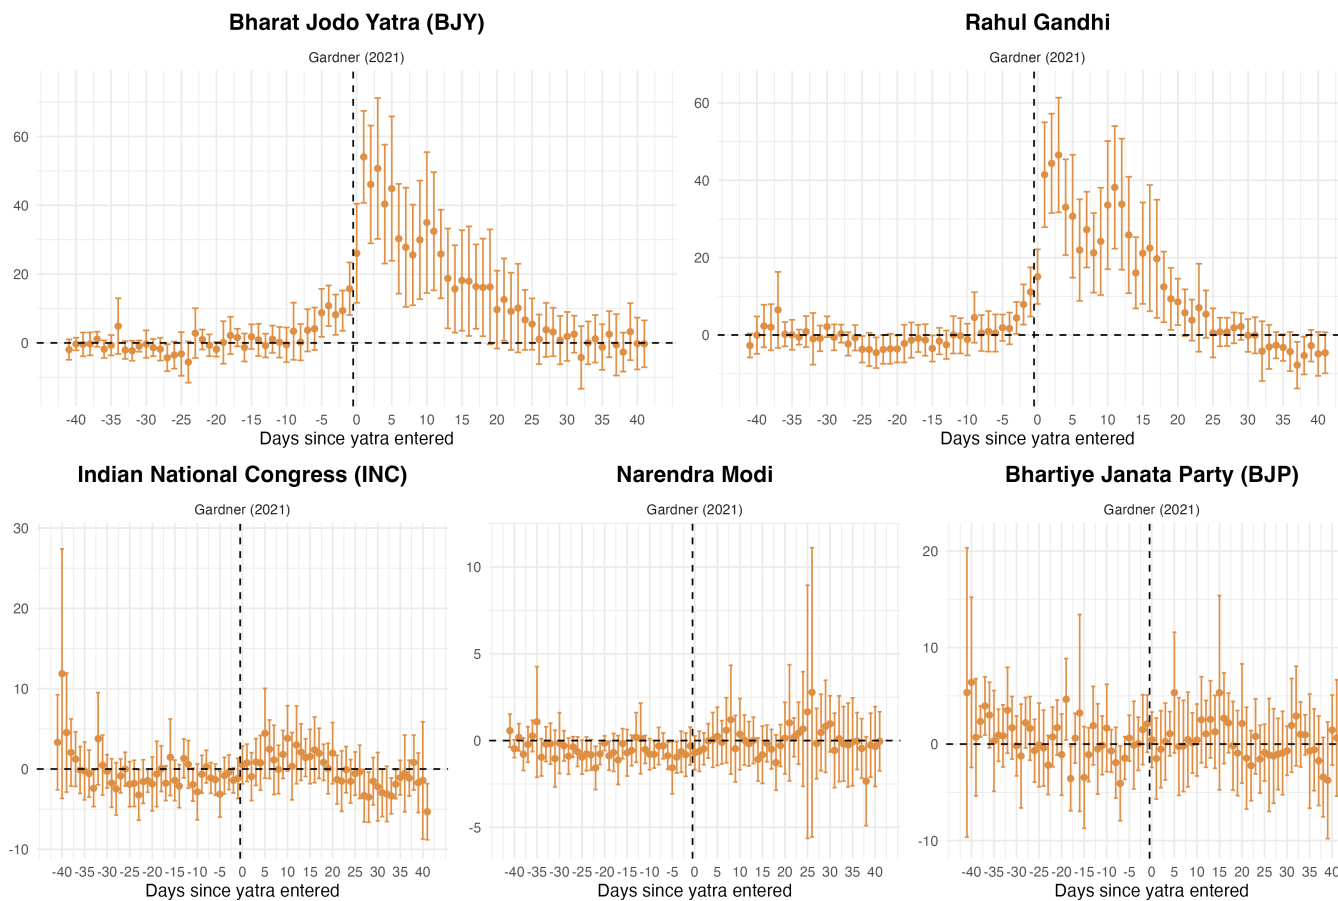 Bharat Jodo Yatra (BJY)
Gardner (2021)
60
40
20
0
-40 -35 -30 -25 -20 -15 -10 -5 0 5 10 15 20 25 30 35 40
Days since yatra entered
Rahul Gandhi
Gardner (2021)
60
40
20
0
-40 -35 -30 -25 -20 -15 -10 -5 0 5 10 15 20 25 30 35 40
Days since yatra entered
Indian National Congress (INC)
Gardner (2021)
30
20
10
0
-10
-40 -35 -30 -25 -20 -15 -10 -5 0 5 10 15 20 25 30 35 40
Days since yatra entered
Narendra Modi
Gardner (2021)
10
5
0
-5
-40 -35 -30 -25 -20 -15 -10 -5 0 5 10 15 20 25 30 35 40
Days since yatra entered
Bhartiye Janata Party (BJP)
Gardner (2021)
20
10
0
-10
-40 -35 -30 -25 -20 -15 -10 -5 0 5 10 15 20 25 30 35 40
Days since yatra entered